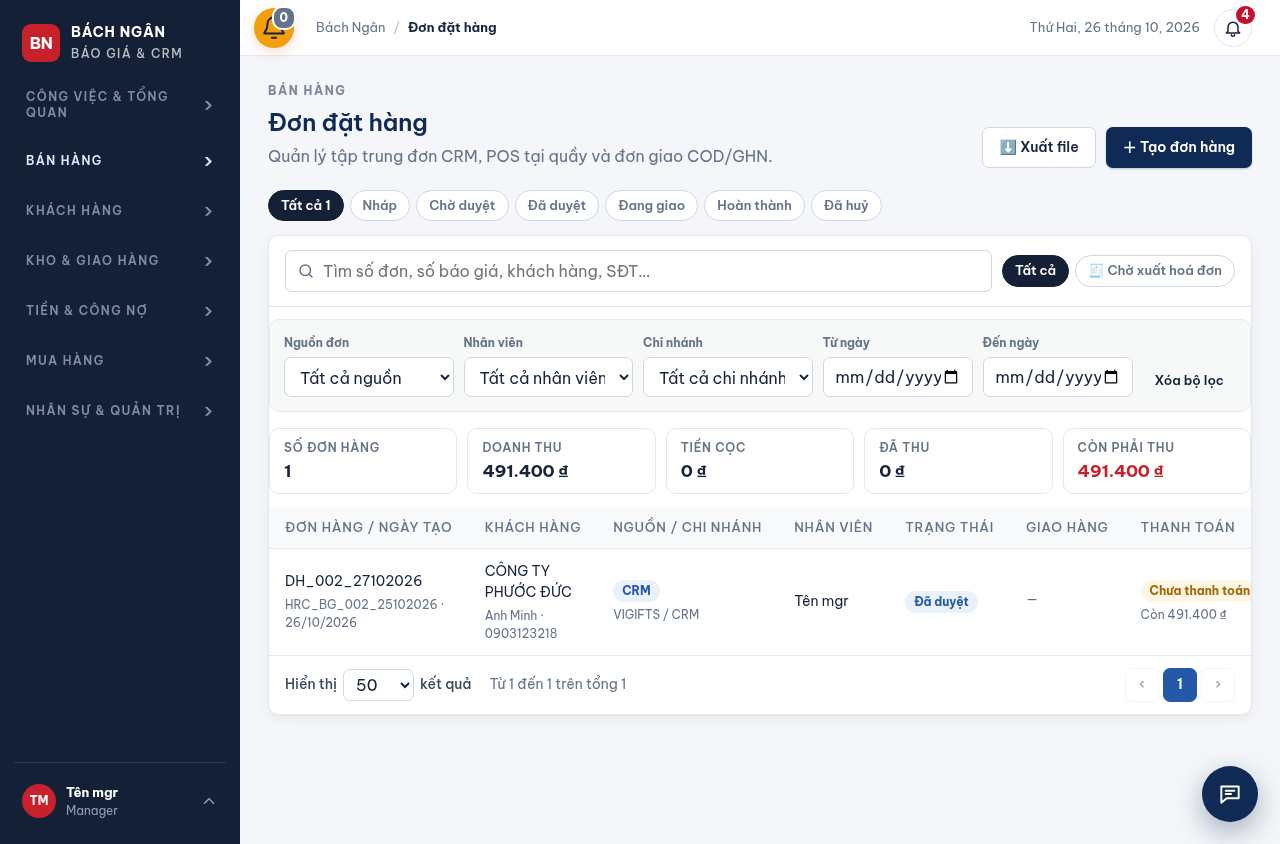 BN
BÁCH NGÂN
BÁO GIÁ & CRM
CÔNG VIỆC & TỔNG
QUAN
BÁN HÀNG
KHÁCH HÀNG
KHO & GIAO HÀNG
TIỀN & CÔNG NỢ
MUA HÀNG
NHÂN SỰ & QUẢN TRỊ
TM
Tên mgr
Manager
0
Bách Ngân / Đơn đặt hàng
Thứ Hai, 26 tháng 10, 2026
4
BÁN HÀNG
Đơn đặt hàng
Quản lý tập trung đơn CRM, POS tại quầy và đơn giao COD/GHN.
⬇️ Xuất file
+ Tạo đơn hàng
Tất cả 1
Nháp
Chờ duyệt
Đã duyệt
Đang giao
Hoàn thành
Đã huỷ
Tìm số đơn, số báo giá, khách hàng, SĐT...
Tất cả
🧾 Chờ xuất hoá đơn
Nguồn đơn
Nhân viên
Chi nhánh
Từ ngày
Đến ngày
Tất cả nguồn
Tất cả nhân viên
Tất cả chi nhánh
mm/dd/yyyy
mm/dd/yyyy
Xóa bộ lọc
SỐ ĐƠN HÀNG
1
DOANH THU
491.400 ₫
TIỀN CỌC
0 ₫
ĐÃ THU
0 ₫
CÒN PHẢI THU
491.400 ₫
ĐƠN HÀNG / NGÀY TẠO
KHÁCH HÀNG
NGUỒN / CHI NHÁNH
NHÂN VIÊN
TRẠNG THÁI
GIAO HÀNG
THANH TOÁN
DH_002_27102026
HRC_BG_002_25102026 ·
26/10/2026
CÔNG TY
PHƯỚC ĐỨC
Anh Minh ·
0903123218
CRM
VIGIFTS / CRM
Tên mgr
Đã duyệt
—
Chưa thanh toán
Còn 491.400 ₫
Hiển thị 50 kết quả
Từ 1 đến 1 trên tổng 1
‹
1
›